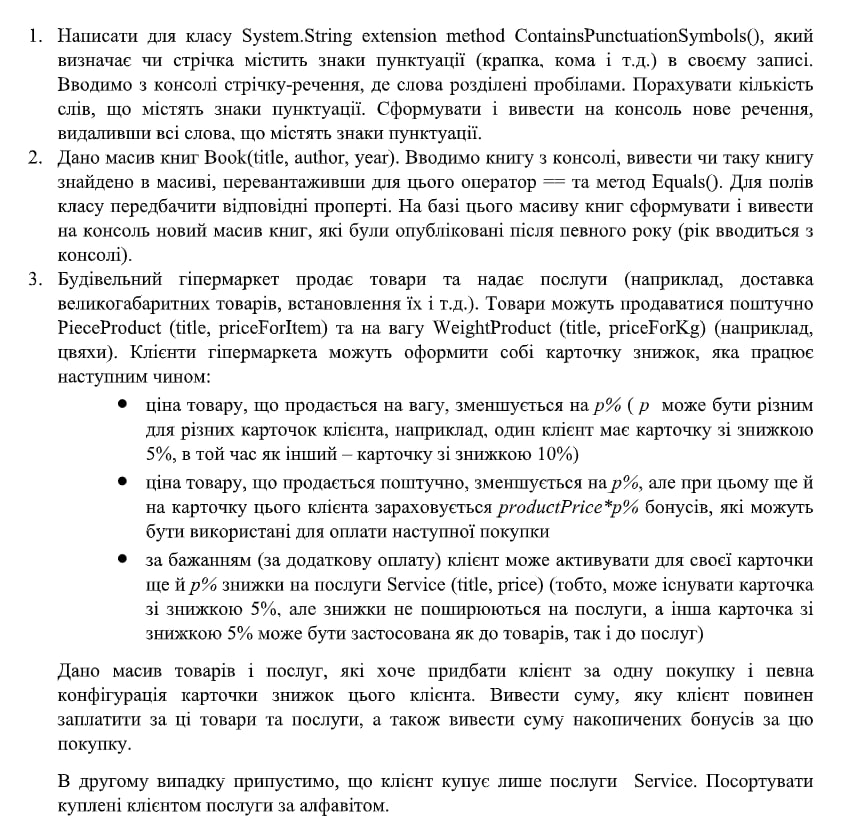 1. Написати для класу System.String extension method ContainsPunctuationSymbols(), який
визначає чи стрічка містить знаки пунктуації (крапка, кома і т.д.) в своєму записі.
Вводимо з консолі стрічку-речення, де слова розділені пробілами. Порахувати кількість
слів, що містять знаки пунктуації. Сформувати і вивести на консоль нове речення,
видаливши всі слова, що містять знаки пунктуації.
2. Дано масив книг Book(title, author, year). Вводимо книгу з консолі, вивести чи таку книгу
знайдено в масиві, перевантаживши для цього оператор == та метод Equals(). Для полів
класу передбачити відповідні проперті. На базі цього масиву книг сформувати і вивести
на консоль новий масив книг, які були опубліковані після певного року (рік вводиться з
консолі).
3. Будівельний гіпермаркет продає товари та надає послуги (наприклад, доставка
великогабаритних товарів, встановлення їх і т.д.). Товари можуть продаватися поштучно
PieceProduct (title, priceForItem) та на вагу WeightProduct (title, priceForKg) (наприклад,
цвяхи). Клієнти гіпермаркета можуть оформити собі карточку знижок, яка працює
наступним чином:
● ціна товару, що продається на вагу, зменшується на p% ( p може бути різним
для різних карточок клієнта, наприклад, один клієнт має карточку зі знижкою
5%, в той час як інший – карточку зі знижкою 10%)
● ціна товару, що продається поштучно, зменшується на p%, але при цьому ще й
на карточку цього клієнта зараховується productPrice*p% бонусів, які можуть
бути використані для оплати наступної покупки
● за бажанням (за додаткову оплату) клієнт може активувати для своєї карточки
ще й p% знижки на послуги Service (title, price) (тобто, може існувати карточка
зі знижкою 5%, але знижки не поширюються на послуги, а інша карточка зі
знижкою 5% може бути застосована як до товарів, так і до послуг)
Дано масив товарів і послуг, які хоче придбати клієнт за одну покупку і певна
конфігурація карточки знижок цього клієнта. Вивести суму, яку клієнт повинен
заплатити за ці товари та послуги, а також вивести суму накопичених бонусів за цю
покупку.
В другому випадку припустимо, що клієнт купує лише послуги Service. Посортувати
куплені клієнтом послуги за алфавітом.